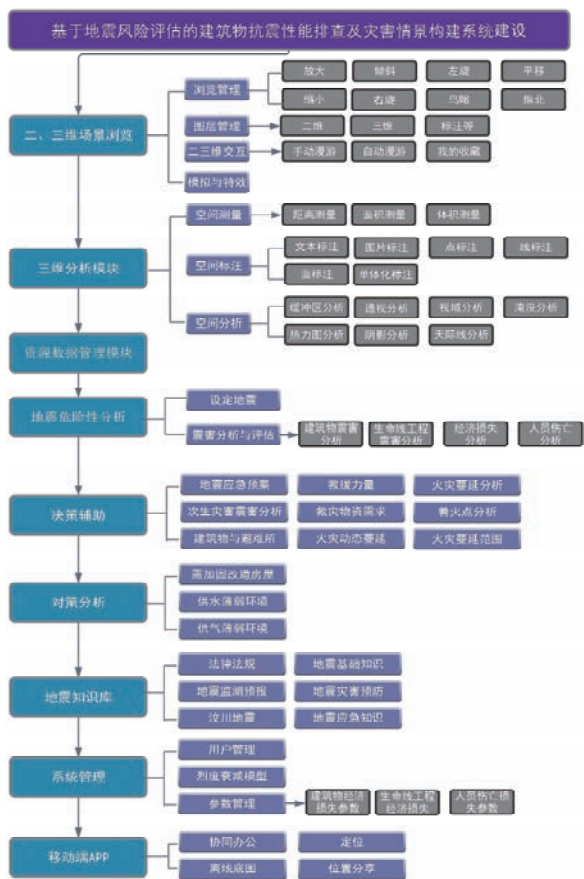 基于地震风险评估的建筑物抗震性能排查及灾害情景构建系统建设
二、三维场景浏览
浏览管理
放大
倾斜
左旋
平移
缩小
右旋
鸟瞰
指北
图层管理
二维
三维
标注等
二三维交互
手动漫游
自动漫游
我的收藏
模拟与特效
三维分析模块
空间测量
距离测量
面积测量
体积测量
空间标注
文本标注
图片标注
点标注
线标注
面标注
单体化标注
空间分析
缓冲区分析
透视分析
视域分析
淹没分析
热力图分析
阴影分析
天际线分析
资源数据管理模块
地震危险性分析
设定地震
震害分析与评估
建筑物震害
分析
生命线工程
震害分析
经济损失
分析
人员伤亡
分析
决策辅助
地震应急预案
救援力量
火灾蔓延分析
次生灾害震害分析
救灾物资需求
着火点分析
建筑物与避难所
火灾动态蔓延
火灾蔓延范围
对策分析
需加固改造房屋
供水薄弱环境
供气薄弱环境
地震知识库
法律法规
地震基础知识
地震监测预报
地震灾害预防
汶川地震
地震应急知识
系统管理
用户管理
烈度衰减模型
参数管理
建筑物经济
损失参数
生命线工程
经济损失
人员伤亡损
失参数
移动端APP
协同办公
定位
离线底图
位置分享